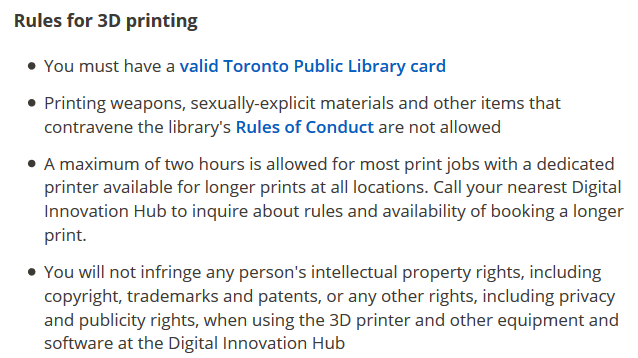 Rules for 3D printing
You must have a valid Toronto Public Library card
Printing weapons, sexually-explicit materials and other items that
contravene the library's Rules of Conduct are not allowed
A maximum of two hours is allowed for most print jobs with a dedicated
printer available for longer prints at all locations. Call your nearest Digital
Innovation Hub to inquire about rules and availability of booking a longer
print.
You will not infringe any person's intellectual property rights, including
copyright, trademarks and patents, or any other rights, including privacy
and publicity rights, when using the 3D printer and other equipment and
software at the Digital Innovation Hub